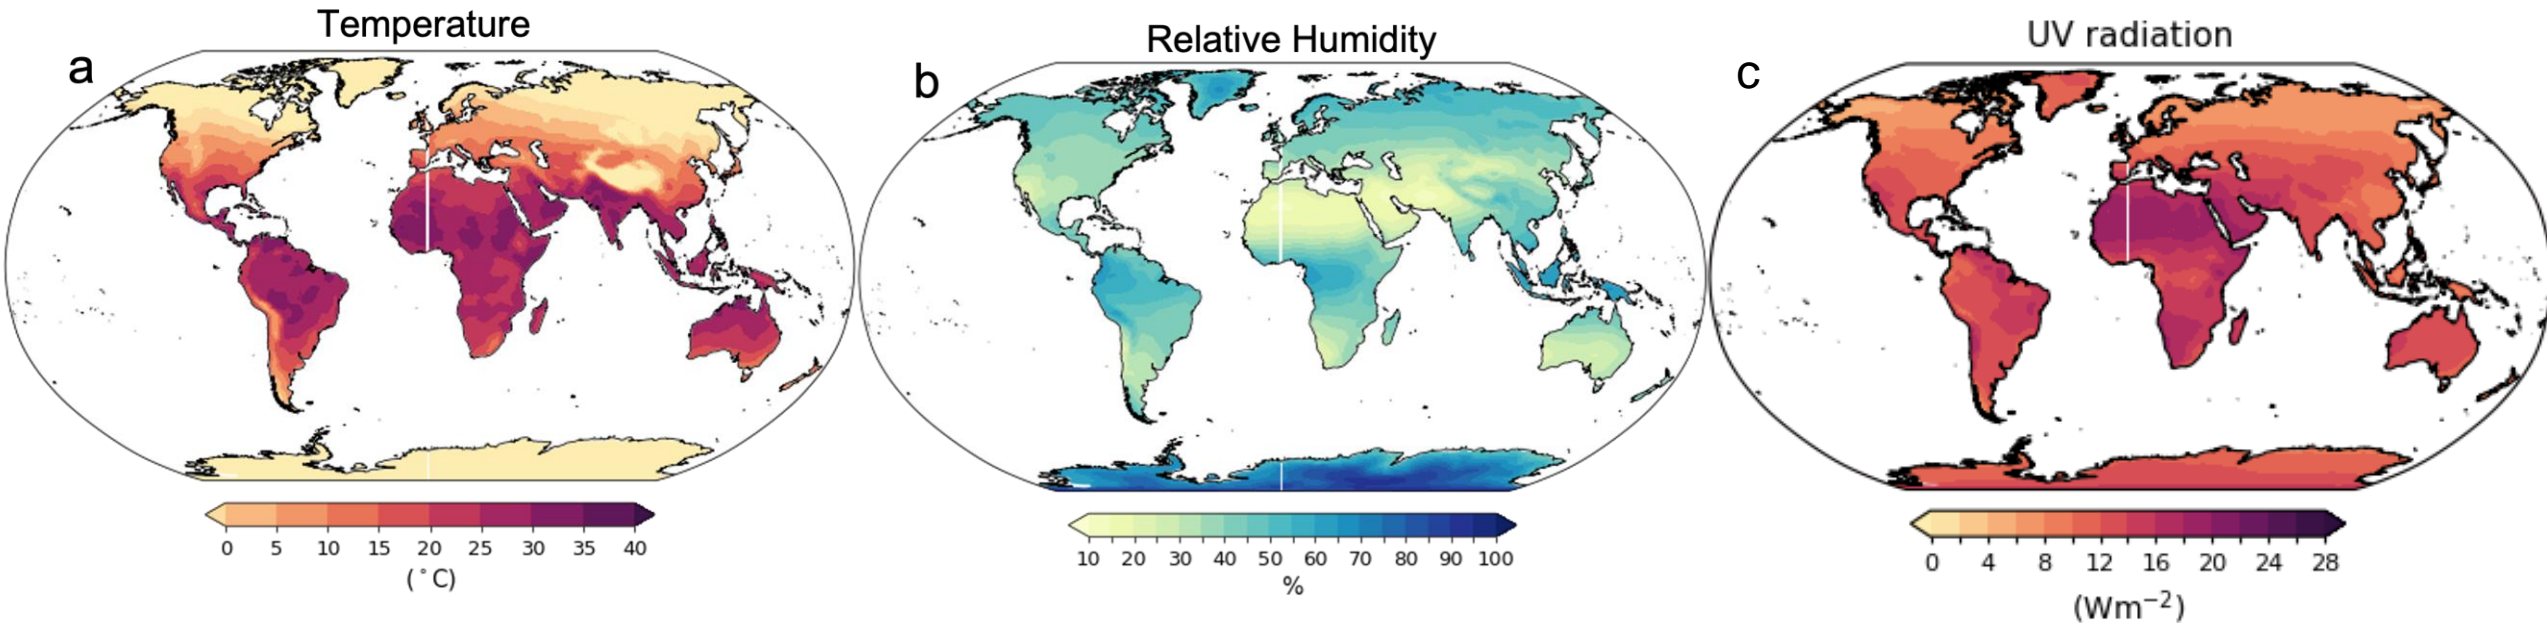 a
Temperature
0 5 10 15 20 25 30 35 40
(°C)
b
Relative Humidity
10 20 30 40 50 60 70 80 90 100
%
c
UV radiation
0 4 8 12 16 20 24 28
(Wm⁻²)